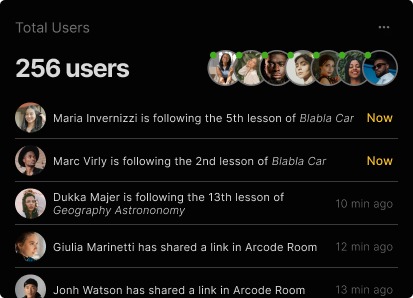 Total Users
256 users
Maria Invernizzi is following the 5th lesson of Blabla Car Now
Marc Virly is following the 2nd lesson of Blabla Car Now
Dukka Majer is following the 13th lesson of
Geography Astrononomy
10 min ago
Giulia Marinetti has shared a link in Arcode Room 12 min ago
Jonh Watson has shared a link in Arcode Room 13 min ago